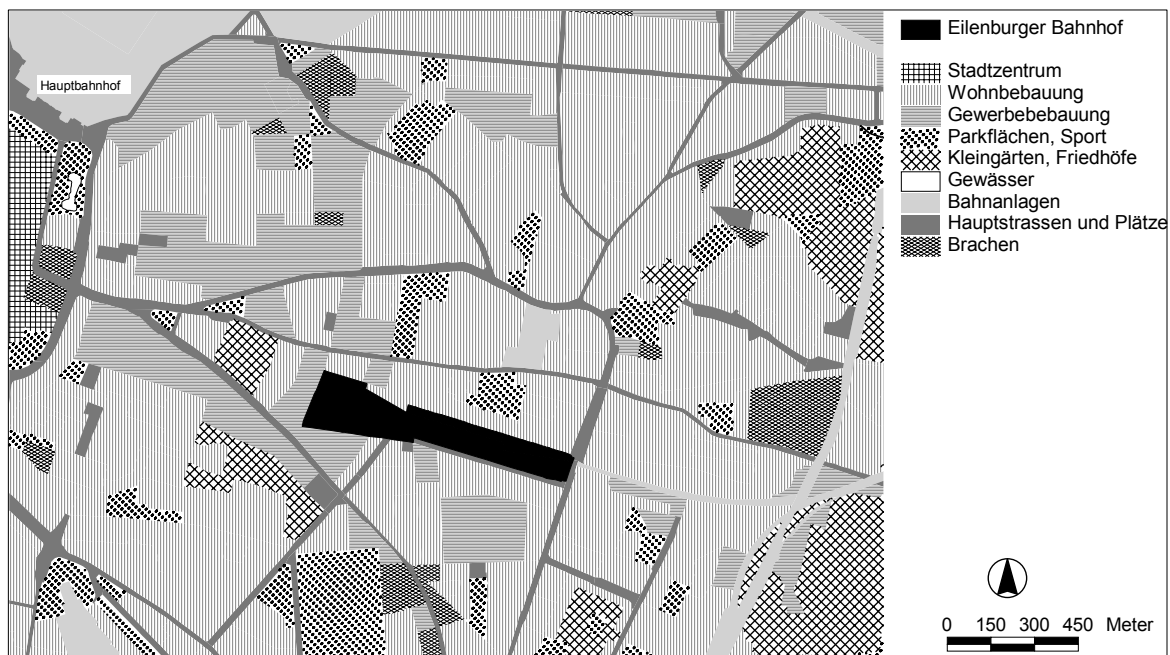 Hauptbahnhof
Eilenburger Bahnhof
Stadtzentrum
Wohnbebauung
Gewerbebebauung
Parkflächen, Sport
Kleingärten, Friedhöfe
Gewässer
Bahnanlagen
Hauptstrassen und Plätze
Brachen
0 150 300 450 Meter